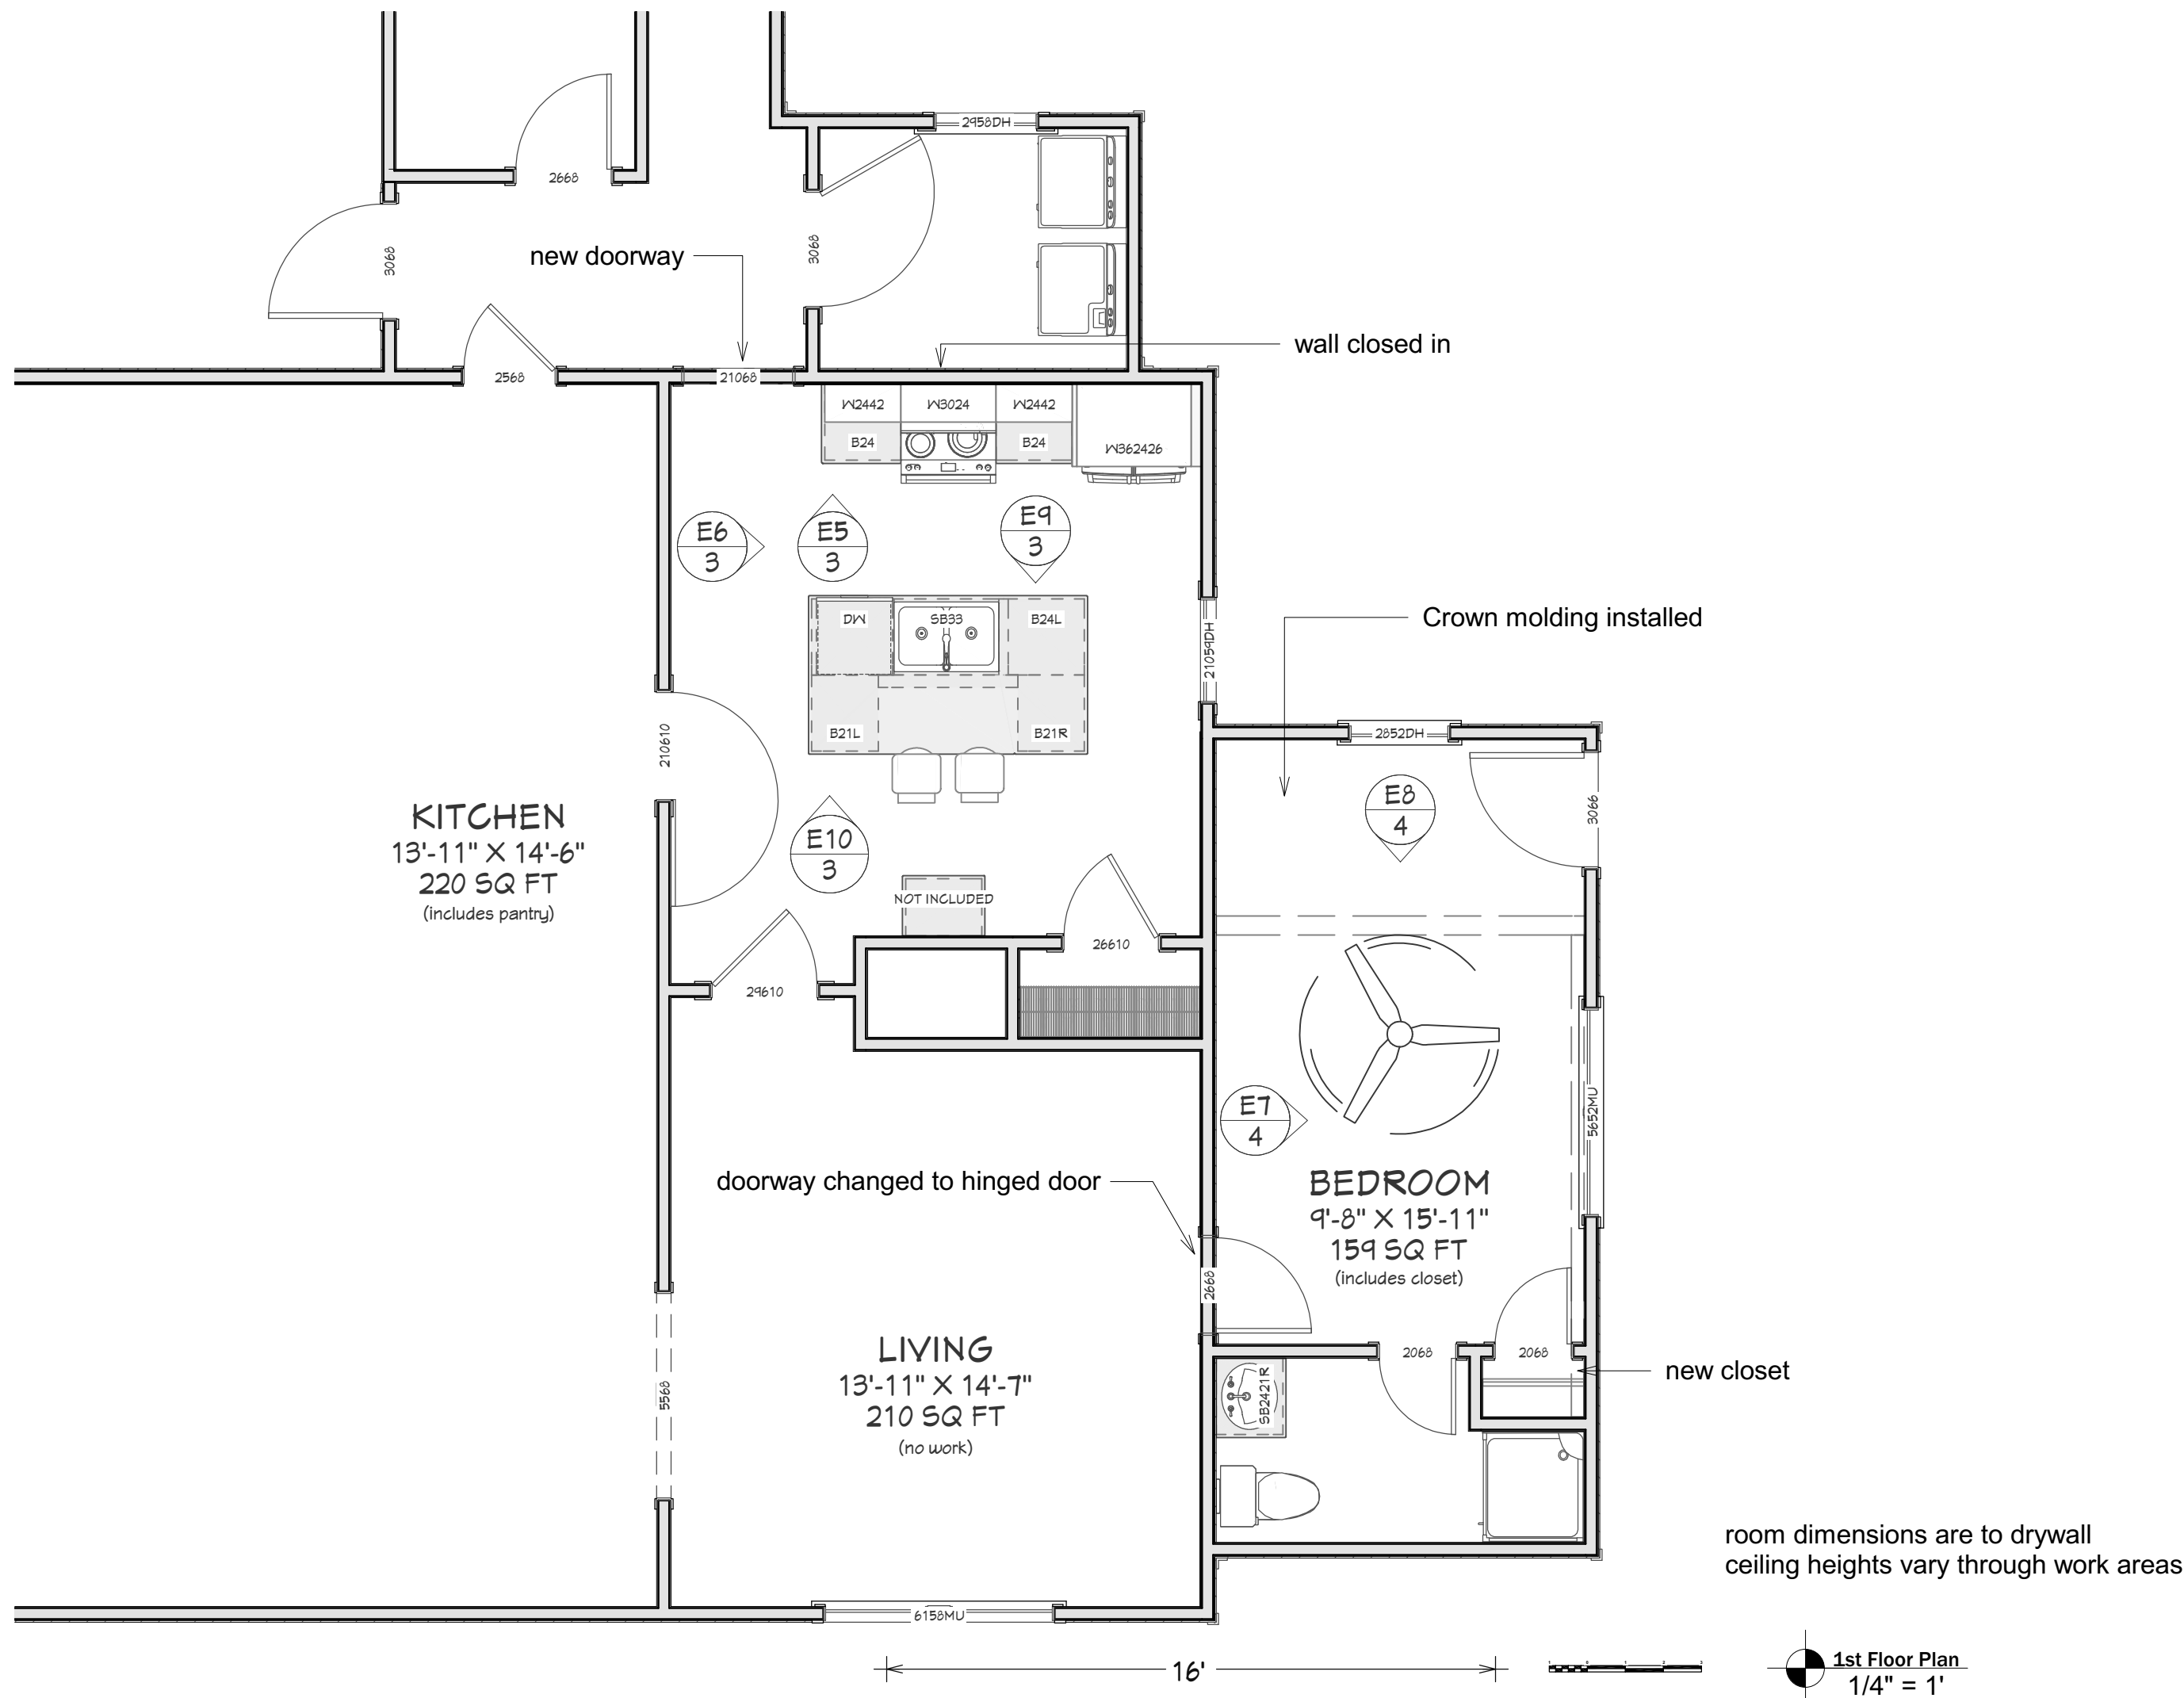 2958DH
2668
new doorway
3068
3068
wall closed in
2568
21068
W2442
W3024
W2442
B24
B24
W362426
E6
3
E5
3
E9
3
DW
SB33
B24L
21059DH
Crown molding installed
B21L
B21R
210610
2852DH
E8
4
3066
KITCHEN
13'-11" X 14'-6"
220 SQ FT
(includes pantry)
E10
3
NOT INCLUDED
26610
29610
5652MU
E7
4
doorway changed to hinged door
BEDROOM
9'-8" X 15'-11"
159 SQ FT
(includes closet)
2668
LIVING
13'-11" X 14'-7"
210 SQ FT
(no work)
5568
2068
2068
new closet
SB2421R
room dimensions are to drywall
ceiling heights vary through work areas
6158MU
16'
1st Floor Plan
1/4" = 1'